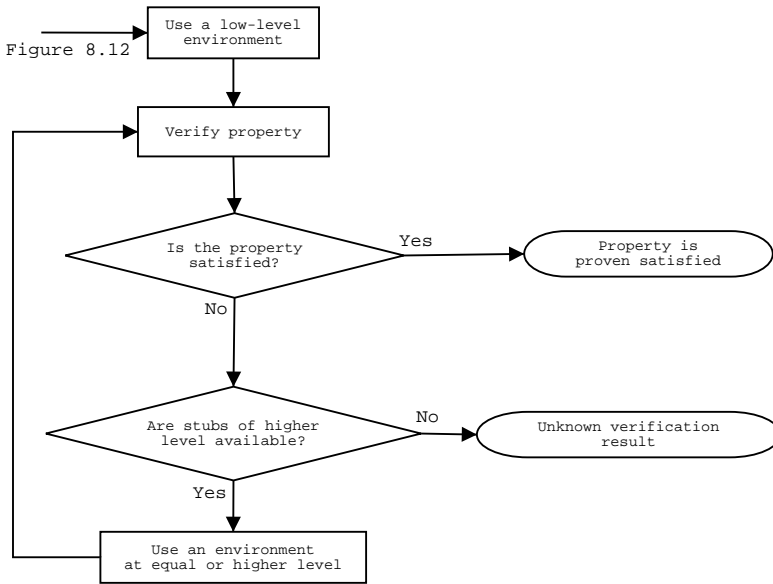 Use a low-level
environment
Figure 8.12
Verify property
Is the property
satisfied?
Yes
Property is
proven satisfied
No
Are stubs of higher
level available?
No
Unknown verification
result
Yes
Use an environment
at equal or higher level